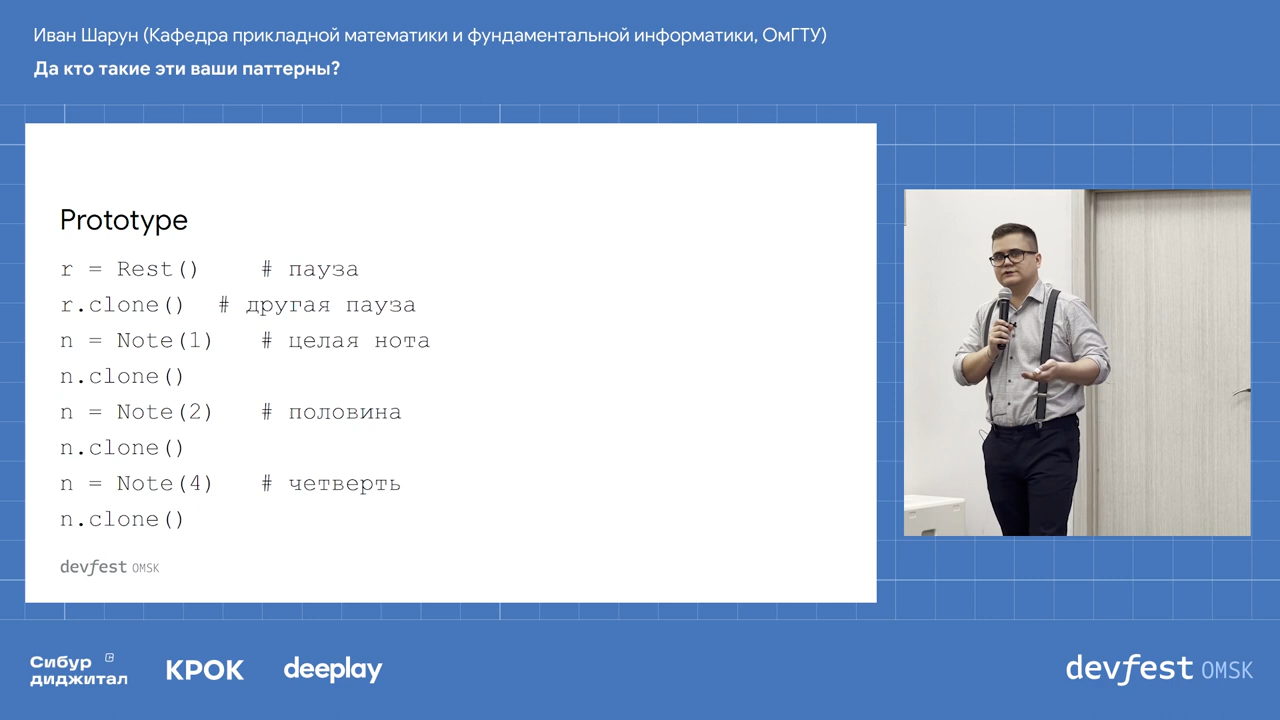 Иван Шарун (Кафедра прикладной математики и фундаментальной информатики, ОмГТУ)
Да кто такие эти ваши паттерны?
Prototype
r = Rest()    # пауза
r.clone()  # другая пауза
n = Note(1)   # целая нота
n.clone()
n = Note(2)   # половина
n.clone()
n = Note(4)   # четверть
n.clone()
devfest OMSK
Сибур
диджитал
КРОК
deeplay
devfest OMSK